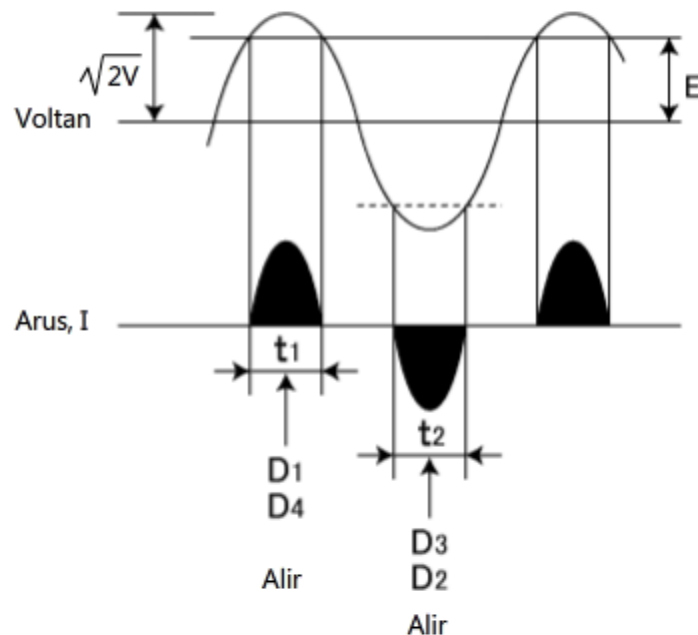 √2V
E
Voltan
Arus, I
t1
t2
D1
D4
D3
D2
Alir
Alir